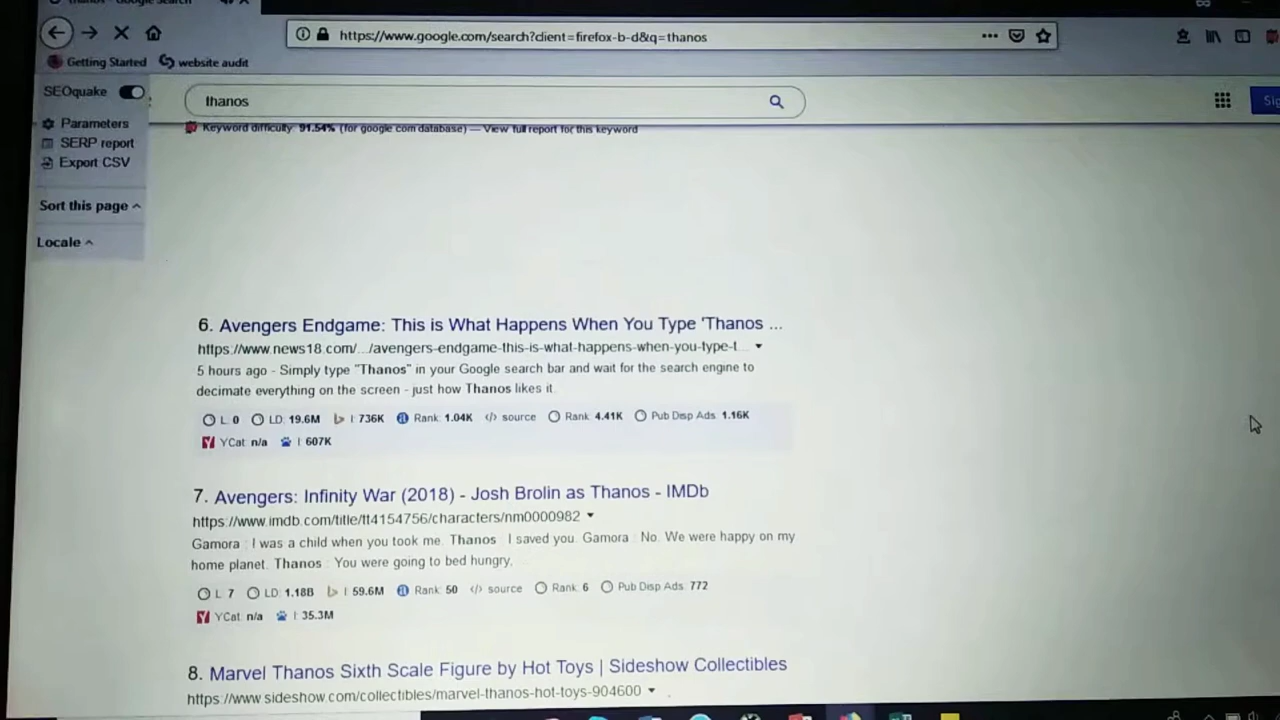 https://www.google.com/search?client=firefox-b-d&q=thanos
Getting Started
website audit
SEOquake
thanos
Parameters
Keyword difficulty: 91.54% (for google.com database) — View full report for this keyword
SERP report
Export CSV
Sort this page
Locale
6. Avengers Endgame: This is What Happens When You Type 'Thanos ...
https://www.news18.com/.../avengers-endgame-this-is-what-happens-when-you-type-t...
5 hours ago - Simply type "Thanos" in your Google search bar and wait for the search engine to
decimate everything on the screen - just how Thanos likes it.
L: 0 LD: 19.6M I: 736K Rank: 1.04K </> source Rank: 4.41K Pub Disp Ads: 1.16K
YCat: n/a I: 607K
7. Avengers: Infinity War (2018) - Josh Brolin as Thanos - IMDb
https://www.imdb.com/title/tt4154756/characters/nm0000982
Gamora : I was a child when you took me. Thanos : I saved you. Gamora : No. We were happy on my
home planet. Thanos : You were going to bed hungry,
L: 7 LD: 1.18B I: 59.6M Rank: 50 </> source Rank: 6 Pub Disp Ads: 772
YCat: n/a I: 35.3M
8. Marvel Thanos Sixth Scale Figure by Hot Toys | Sideshow Collectibles
https://www.sideshow.com/collectibles/marvel-thanos-hot-toys-904600